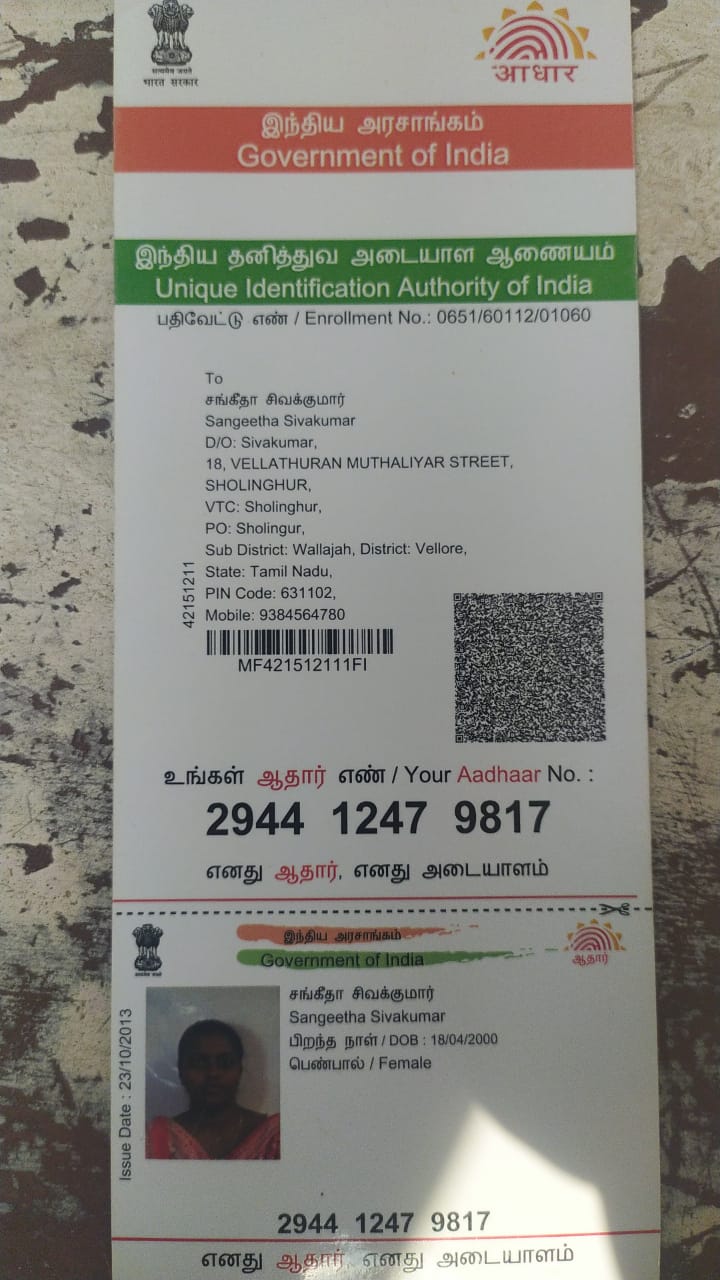 सत्यमेव जयते
भारत सरकार
आधार
இந்திய அரசாங்கம்
Government of India
இந்திய தனித்துவ அடையாள ஆணையம்
Unique Identification Authority of India
பதிவேட்டு எண் / Enrollment No.: 0651/60112/01060
To
சங்கீதா சிவக்குமார்
Sangeetha Sivakumar
D/O: Sivakumar,
18, VELLATHURAN MUTHALIYAR STREET,
SHOLINGHUR,
VTC: Sholinghur,
PO: Sholingur,
Sub District: Wallajah, District: Vellore,
State: Tamil Nadu,
PIN Code: 631102,
Mobile: 9384564780
42151211
MF421512111FI
உங்கள் ஆதார் எண் / Your Aadhaar No. :
2944 1247 9817
எனது ஆதார், எனது அடையாளம்
இந்திய அரசாங்கம்
Government of India
ஆதார்
சங்கீதா சிவக்குமார்
Sangeetha Sivakumar
பிறந்த நாள் / DOB : 18/04/2000
பெண்பால் / Female
Issue Date : 23/10/2013
2944 1247 9817
எனது ஆதார், எனது அடையாளம்